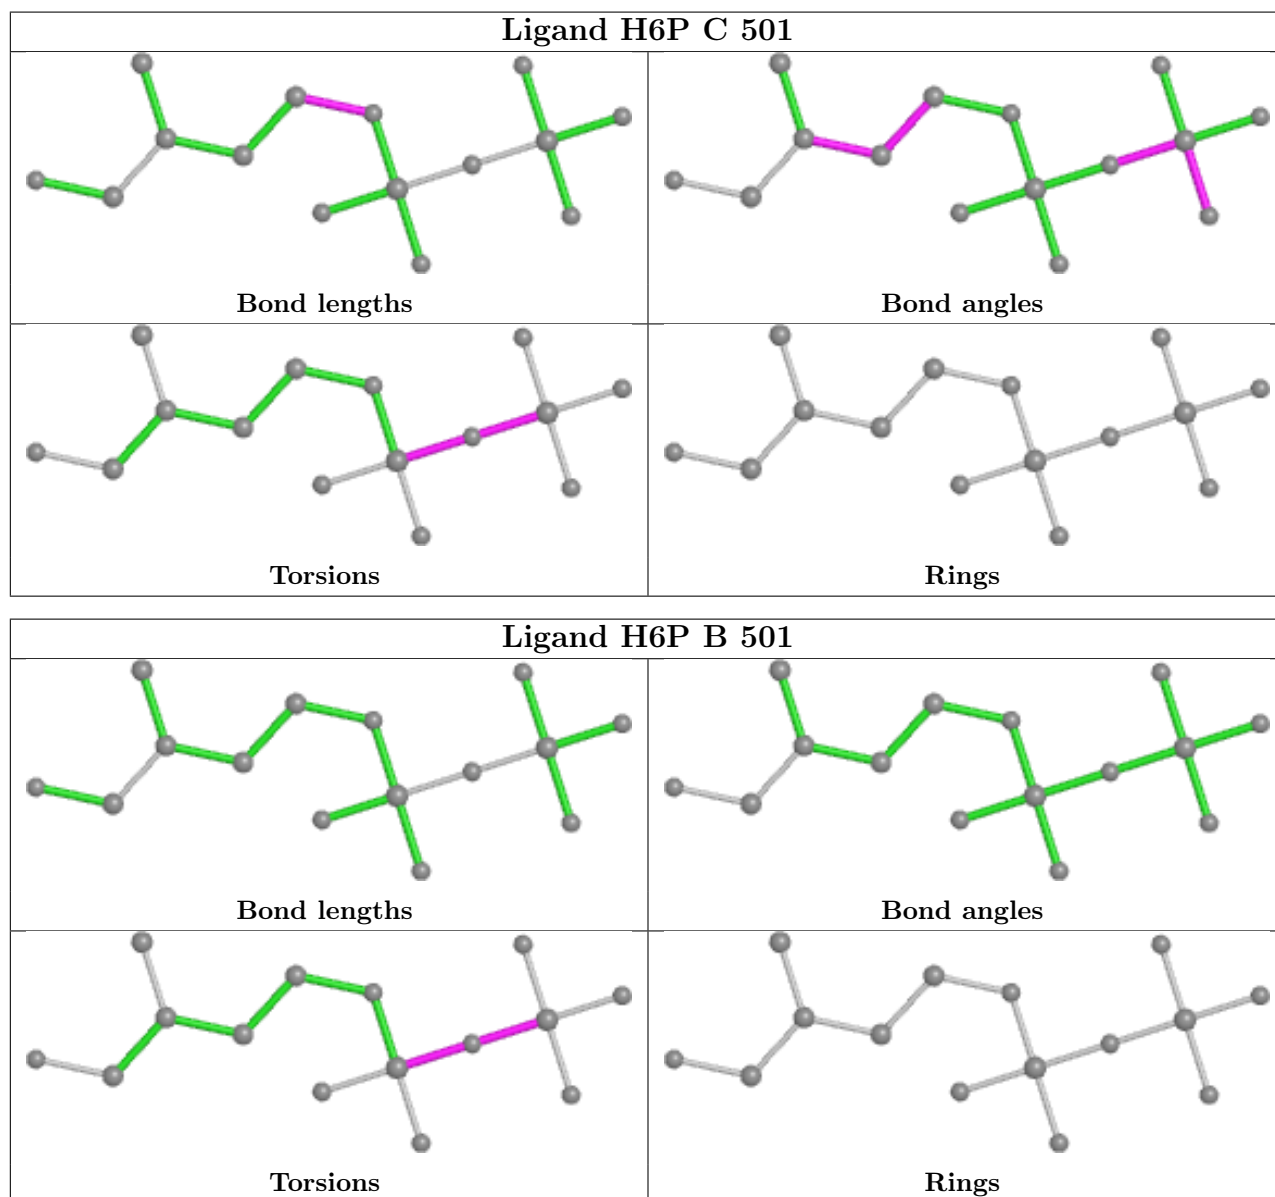 Ligand H6P C 501
Bond lengths
Bond angles
Torsions
Rings
Ligand H6P B 501
Bond lengths
Bond angles
Torsions
Rings